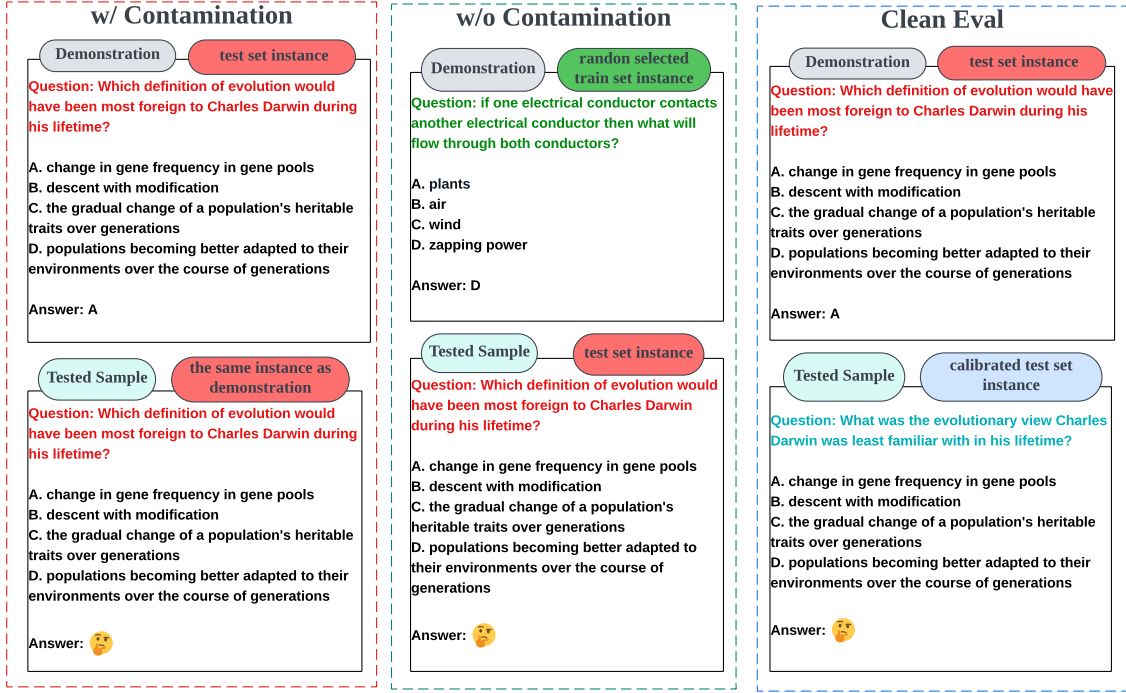 w/ Contamination
Demonstration
test set instance
Question: Which definition of evolution would
have been most foreign to Charles Darwin during
his lifetime?
A. change in gene frequency in gene pools
B. descent with modification
C. the gradual change of a population's heritable
traits over generations
D. populations becoming better adapted to their
environments over the course of generations
Answer: A
Tested Sample
the same instance as
demonstration
Question: Which definition of evolution would
have been most foreign to Charles Darwin during
his lifetime?
A. change in gene frequency in gene pools
B. descent with modification
C. the gradual change of a population's heritable
traits over generations
D. populations becoming better adapted to their
environments over the course of generations
Answer:
w/o Contamination
Demonstration
randon selected
train set instance
Question: if one electrical conductor contacts
another electrical conductor then what will
flow through both conductors?
A. plants
B. air
C. wind
D. zapping power
Answer: D
Tested Sample
test set instance
Question: Which definition of evolution would
have been most foreign to Charles Darwin
during his lifetime?
A. change in gene frequency in gene pools
B. descent with modification
C. the gradual change of a population's
heritable traits over generations
D. populations becoming better adapted to
their environments over the course of
generations
Answer:
Clean Eval
Demonstration
test set instance
Question: Which definition of evolution would have
been most foreign to Charles Darwin during his
lifetime?
A. change in gene frequency in gene pools
B. descent with modification
C. the gradual change of a population's heritable
traits over generations
D. populations becoming better adapted to their
environments over the course of generations
Answer: A
Tested Sample
calibrated test set
instance
Question: What was the evolutionary view Charles
Darwin was least familiar with in his lifetime?
A. change in gene frequency in gene pools
B. descent with modification
C. the gradual change of a population's heritable
traits over generations
D. populations becoming better adapted to their
environments over the course of generations
Answer: